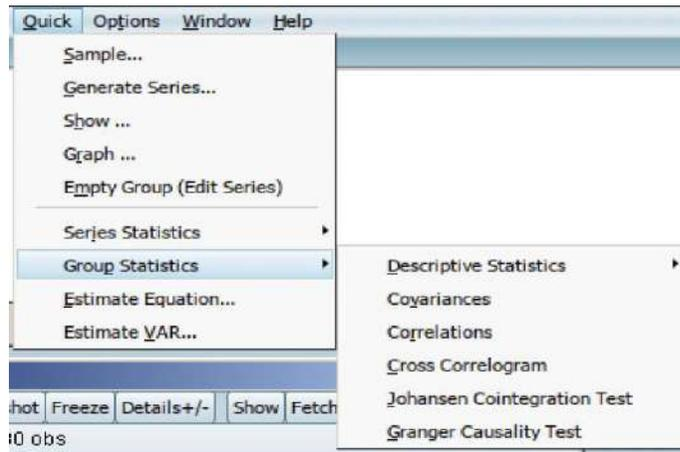 Quick Options Window Help
Sample...
Generate Series...
Show ...
Graph ...
Empty Group (Edit Series)
Series Statistics
Group Statistics
Estimate Equation...
Estimate VAR...
Descriptive Statistics
Covariances
Correlations
Cross Correlogram
Johansen Cointegration Test
Granger Causality Test
Freeze Details+/- Show Fetch
obs